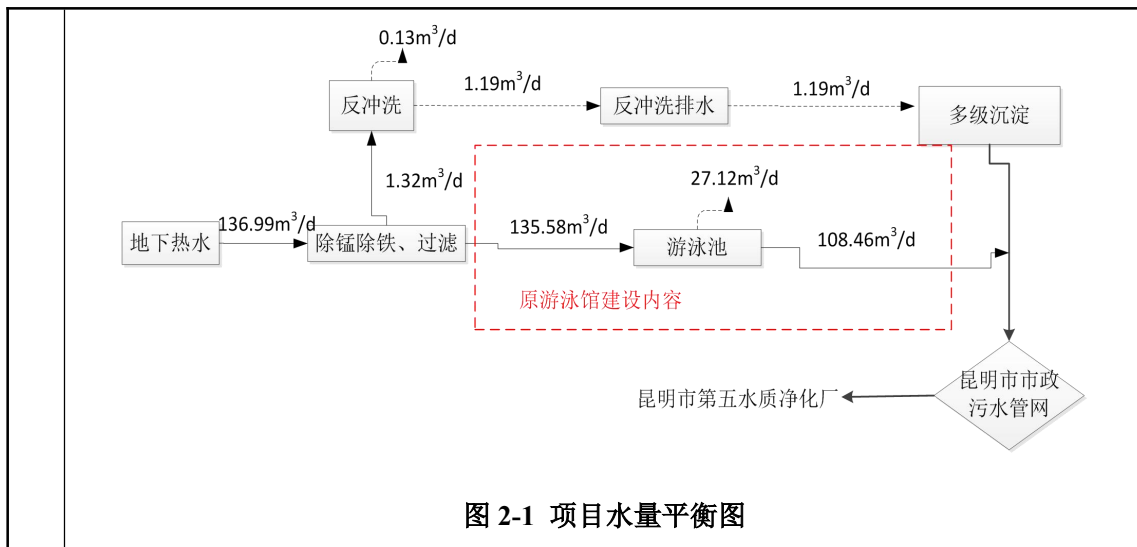 0.13m³/d
反冲洗
1.19m³/d
反冲洗排水
1.19m³/d
多级沉淀
1.32m³/d
27.12m³/d
地下热水
136.99m³/d
除锰除铁、过滤
135.58m³/d
游泳池
108.46m³/d
原游泳馆建设内容
昆明市市政
污水管网
昆明市第五水质净化厂
图 2-1 项目水量平衡图